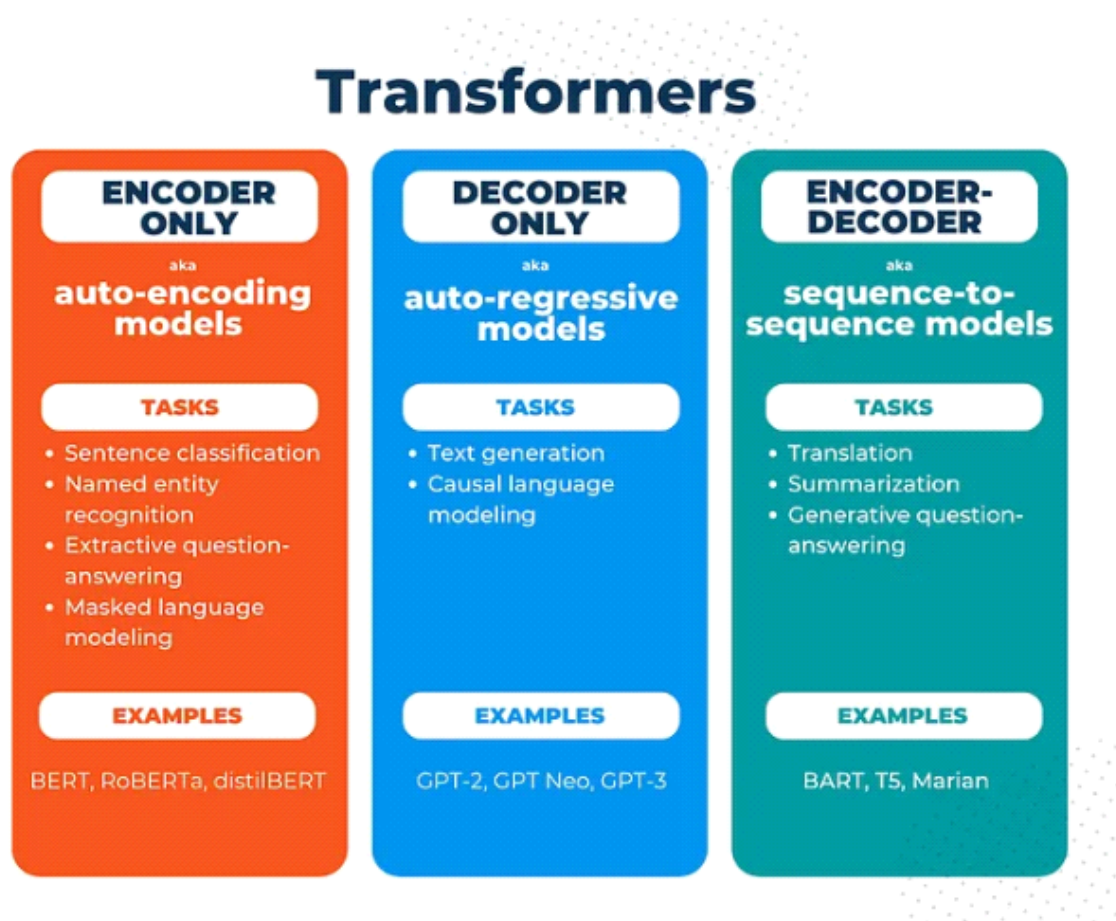 Transformers
ENCODER
ONLY
aka
auto-encoding
models
TASKS
• Sentence classification
• Named entity
recognition
• Extractive question-
answering
• Masked language
modeling
EXAMPLES
BERT, RoBERTa, distilBERT
DECODER
ONLY
aka
auto-regressive
models
TASKS
• Text generation
• Causal language
modeling
EXAMPLES
GPT-2, GPT Neo, GPT-3
ENCODER-
DECODER
aka
sequence-to-
sequence models
TASKS
• Translation
• Summarization
• Generative question-
answering
EXAMPLES
BART, T5, Marian